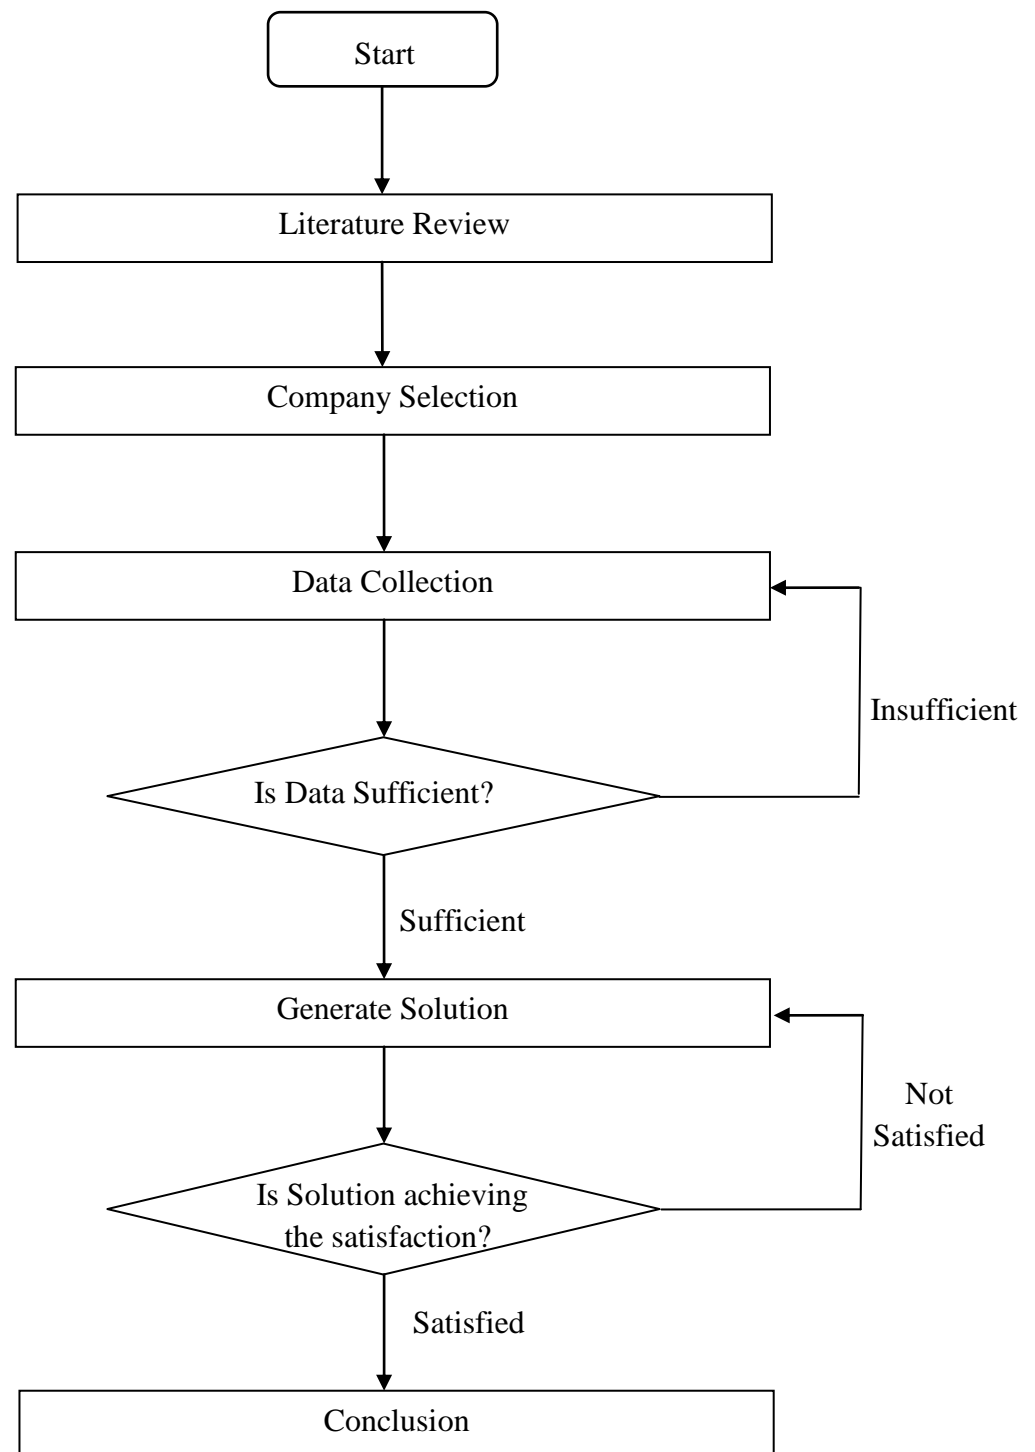 Start
Literature Review
Company Selection
Data Collection
Insufficient
Is Data Sufficient?
Sufficient
Generate Solution
Not
Satisfied
Is Solution achieving
the satisfaction?
Satisfied
Conclusion